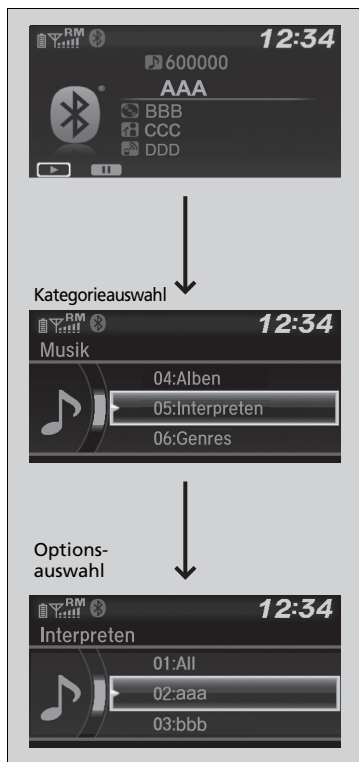 RM 12:34
600000
AAA
BBB
CCC
DDD
Kategorieauswahl
RM 12:34
Musik
04:Alben
05:Interpreten
06:Genres
Options-
auswahl
RM 12:34
Interpreten
01:All
02:aaa
03:bbb